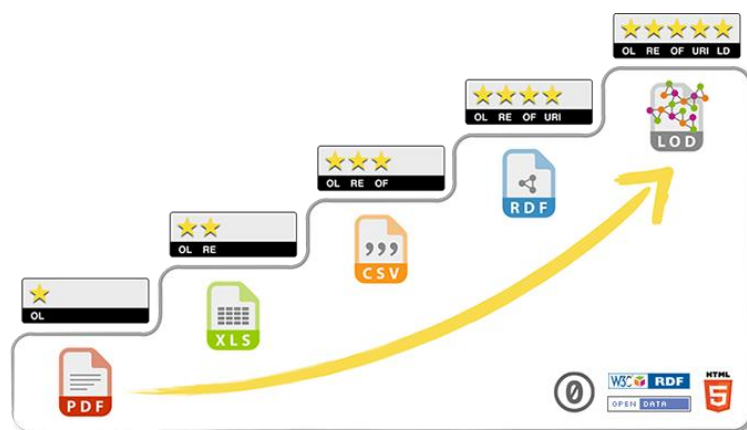 OL RE OF URI LD
OL RE OF URI
OL RE OF
OL RE
OL
LOD
RDF
CSV
XLS
PDF
0
W3C RDF
OPEN DATA
HTML
5